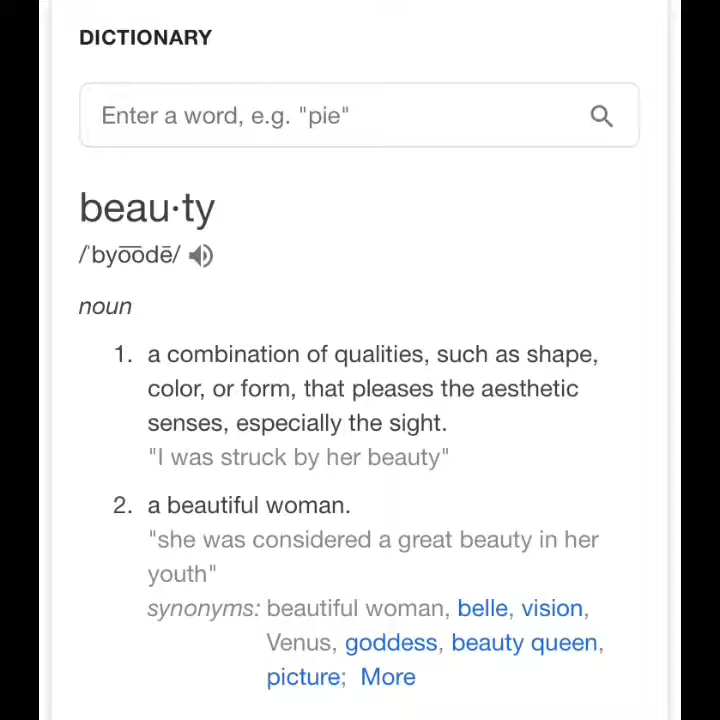 DICTIONARY
Enter a word, e.g. "pie"
beau·ty
/ˈbyo͞odē/
noun
1. a combination of qualities, such as shape,
color, or form, that pleases the aesthetic
senses, especially the sight.
"I was struck by her beauty"
2. a beautiful woman.
"she was considered a great beauty in her
youth"
synonyms: beautiful woman, belle, vision,
Venus, goddess, beauty queen,
picture; More